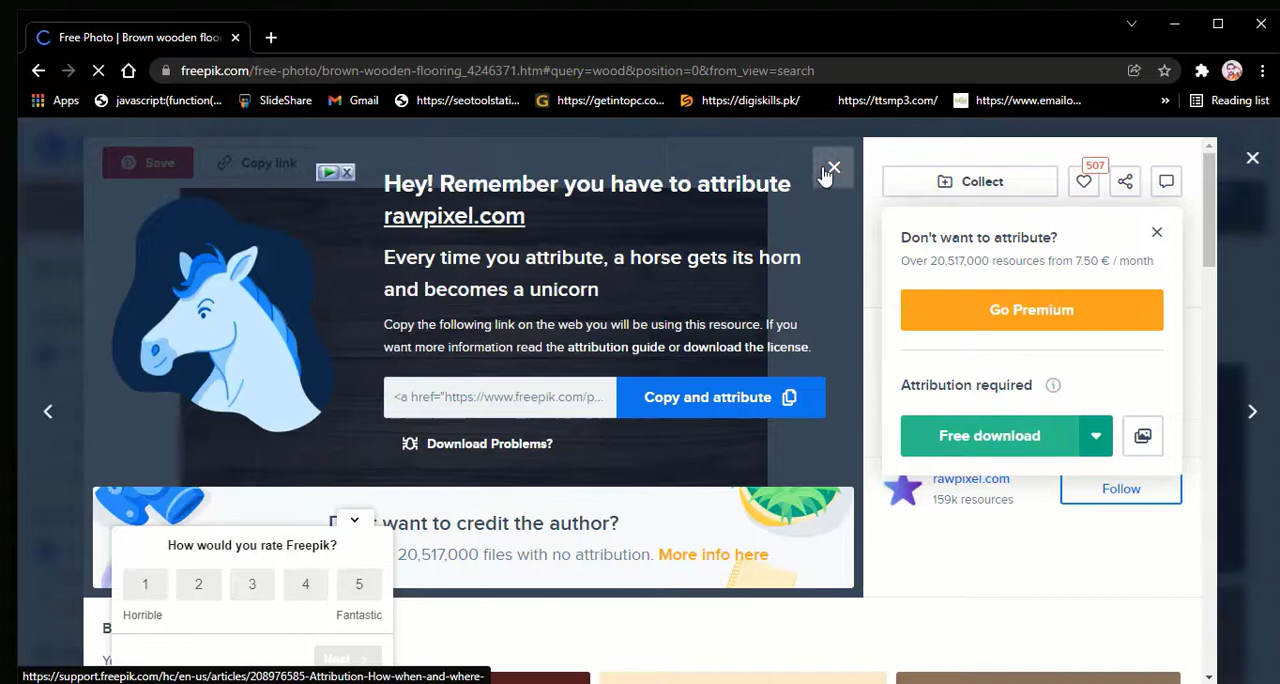 Free Photo | Brown wooden floo
freepik.com/free-photo/brown-wooden-flooring_4246371.htm#query=wood&position=0&from_view=search
Apps javascript:(function(... SlideShare Gmail https://seotoolstati... https://getintopc.co... https://digiskills.pk/ https://ttsmp3.com/ https://www.emailo... » Reading list
Save Copy link
Hey! Remember you have to attribute
rawpixel.com
Every time you attribute, a horse gets its horn
and becomes a unicorn
Copy the following link on the web you will be using this resource. If you
want more information read the attribution guide or download the license.
<a href="https://www.freepik.com/p... Copy and attribute
Download Problems?
want to credit the author?
20,517,000 files with no attribution. More info here
How would you rate Freepik?
1 2 3 4 5
Horrible Fantastic
Next
507
Collect
Don't want to attribute?
Over 20,517,000 resources from 7.50 € / month
Go Premium
Attribution required
Free download
rawpixel.com
159k resources
Follow
https://support.freepik.com/hc/en-us/articles/208976585-Attribution-How-when-and-where-